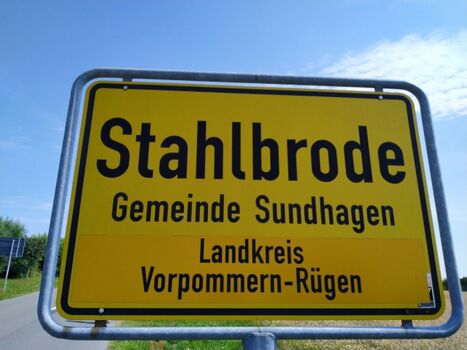 Stahlbrode
Gemeinde Sundhagen
Landkreis
Vorpommern-Rügen